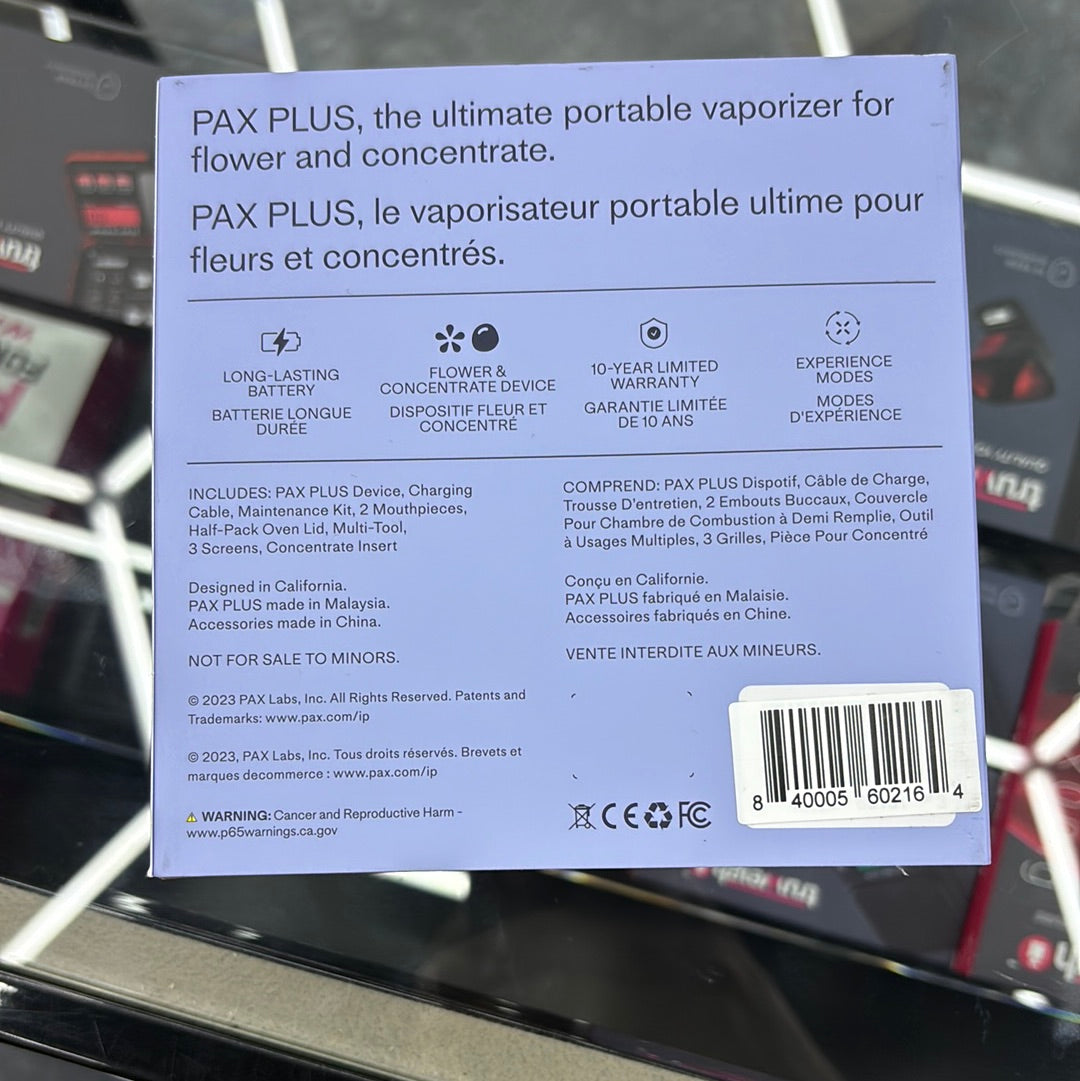 PAX PLUS, the ultimate portable vaporizer for
flower and concentrate.
PAX PLUS, le vaporisateur portable ultime pour
fleurs et concentrés.
LONG-LASTING
BATTERY
BATTERIE LONGUE
DURÉE
FLOWER &
CONCENTRATE DEVICE
DISPOSITIF FLEUR ET
CONCENTRÉ
10-YEAR LIMITED
WARRANTY
GARANTIE LIMITÉE
DE 10 ANS
EXPERIENCE
MODES
MODES
D'EXPÉRIENCE
INCLUDES: PAX PLUS Device, Charging
Cable, Maintenance Kit, 2 Mouthpieces,
Half-Pack Oven Lid, Multi-Tool,
3 Screens, Concentrate Insert
Designed in California.
PAX PLUS made in Malaysia.
Accessories made in China.
NOT FOR SALE TO MINORS.
© 2023 PAX Labs, Inc. All Rights Reserved. Patents and
Trademarks: www.pax.com/ip
© 2023, PAX Labs, Inc. Tous droits réservés. Brevets et
marques decommerce : www.pax.com/ip
⚠ WARNING: Cancer and Reproductive Harm -
www.p65warnings.ca.gov
COMPREND: PAX PLUS Dispotif, Câble de Charge,
Trousse D'entretien, 2 Embouts Buccaux, Couvercle
Pour Chambre de Combustion à Demi Remplie, Outil
à Usages Multiples, 3 Grilles, Pièce Pour Concentré
Conçu en Californie.
PAX PLUS fabriqué en Malaisie.
Accessoires fabriqués en Chine.
VENTE INTERDITE AUX MINEURS.
CE FC
8 40005 60216 4